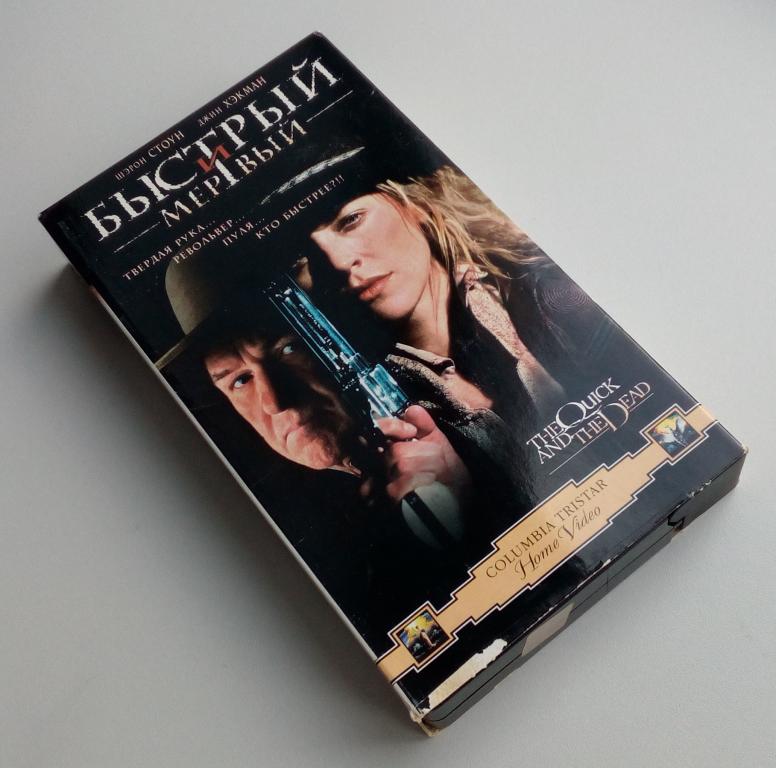 ШЭРОН СТОУН ДЖИН ХЭКМАН
БЫСТРЫЙ
И
МЕРТВЫЙ
ТВЕРДАЯ РУКА...
РЕВОЛЬВЕР...
ПУЛЯ...
КТО БЫСТРЕЕ?!!
THE QUICK
AND THE DEAD
COLUMBIA TRISTAR
Home Video